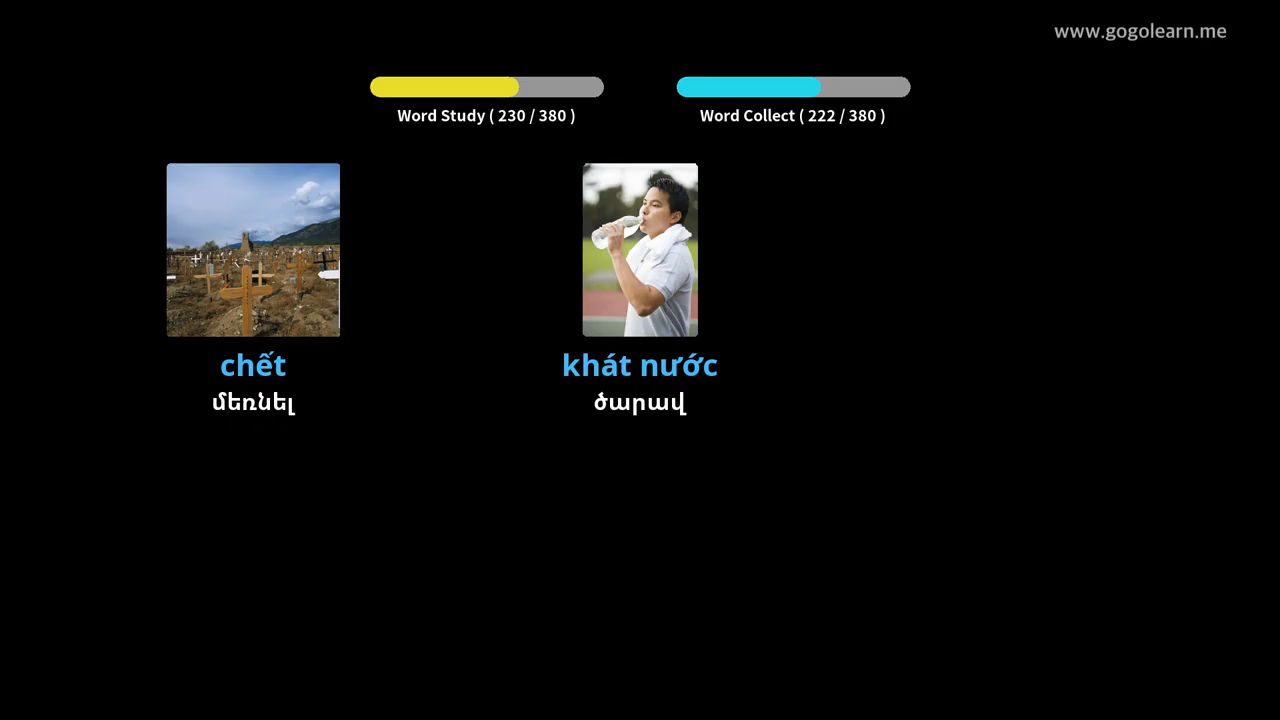 www.gogolearn.me
Word Study ( 230 / 380 )
Word Collect ( 222 / 380 )
chết
մեռնել
khát nước
ծարավ